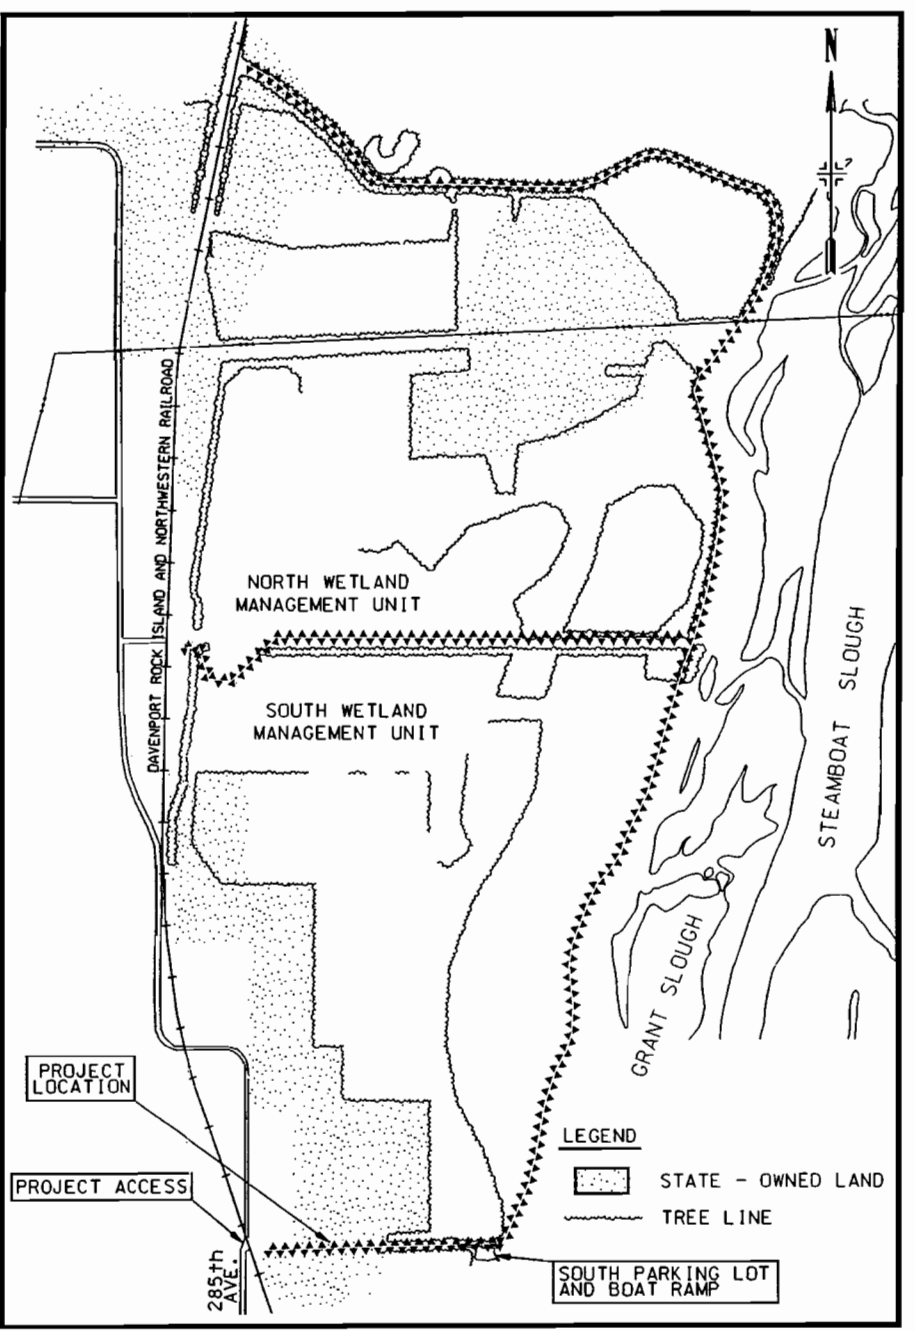 N
?
DAVENPORT ROCK ISLAND AND NORTHWESTERN RAILROAD
NORTH WETLAND
MANAGEMENT UNIT
SOUTH WETLAND
MANAGEMENT UNIT
STEAMBOAT SLOUGH
GRANT SLOUGH
PROJECT
LOCATION
PROJECT ACCESS
285th
AVE.
LEGEND
STATE - OWNED LAND
TREE LINE
SOUTH PARKING LOT
AND BOAT RAMP